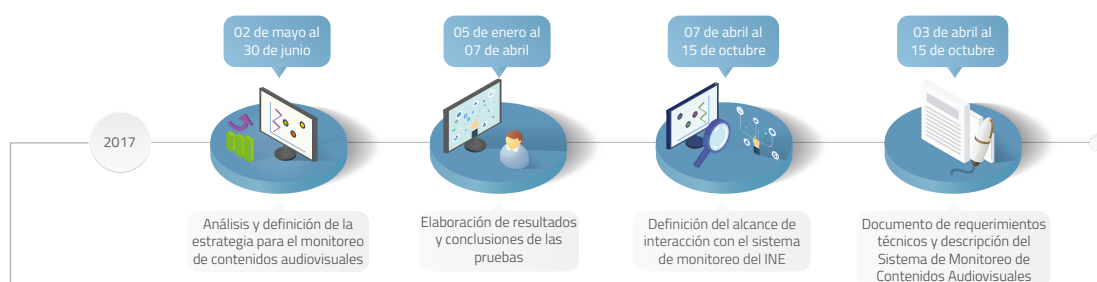 02 de mayo al
30 de junio
05 de enero al
07 de abril
07 de abril al
15 de octubre
03 de abril al
15 de octubre
2017
Análisis y definición de la
estrategia para el monitoreo
de contenidos audiovisuales
Elaboración de resultados
y conclusiones de las
pruebas
Definición del alcance de
interacción con el sistema
de monitoreo del INE
Documento de requerimientos
técnicos y descripción del
Sistema de Monitoreo de
Contenidos Audiovisuales